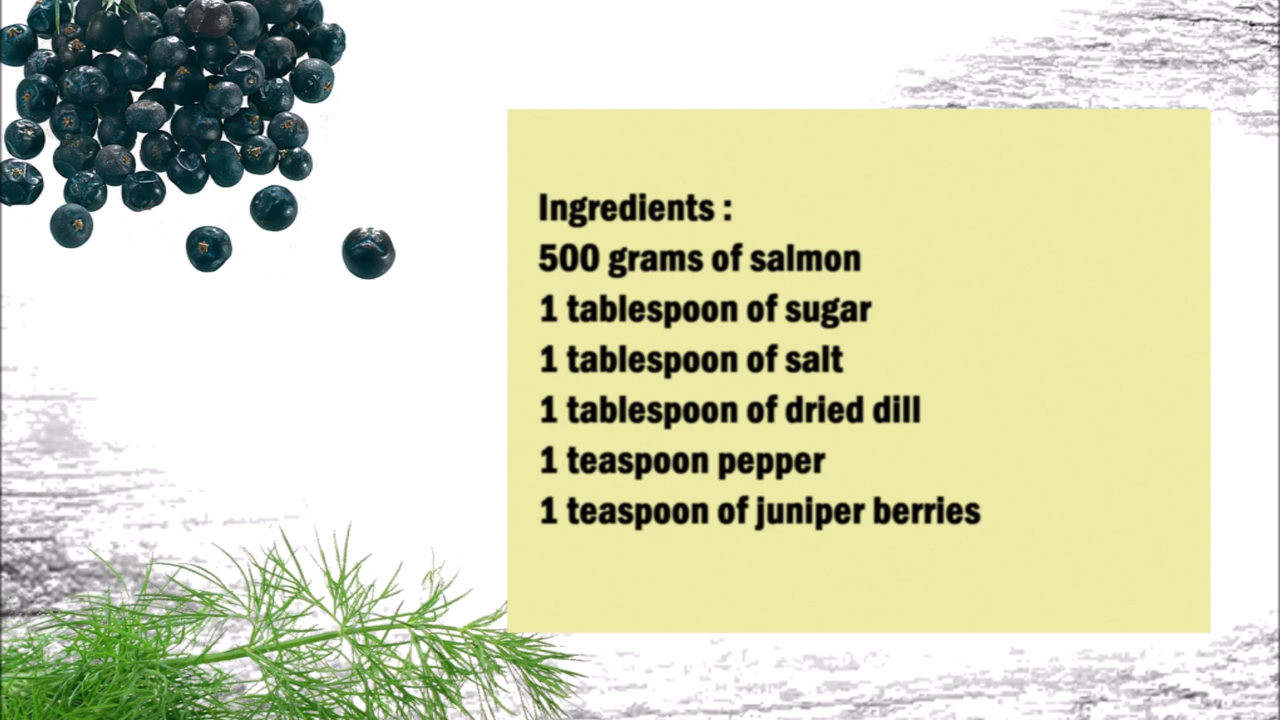 Ingredients :
500 grams of salmon
1 tablespoon of sugar
1 tablespoon of salt
1 tablespoon of dried dill
1 teaspoon pepper
1 teaspoon of juniper berries